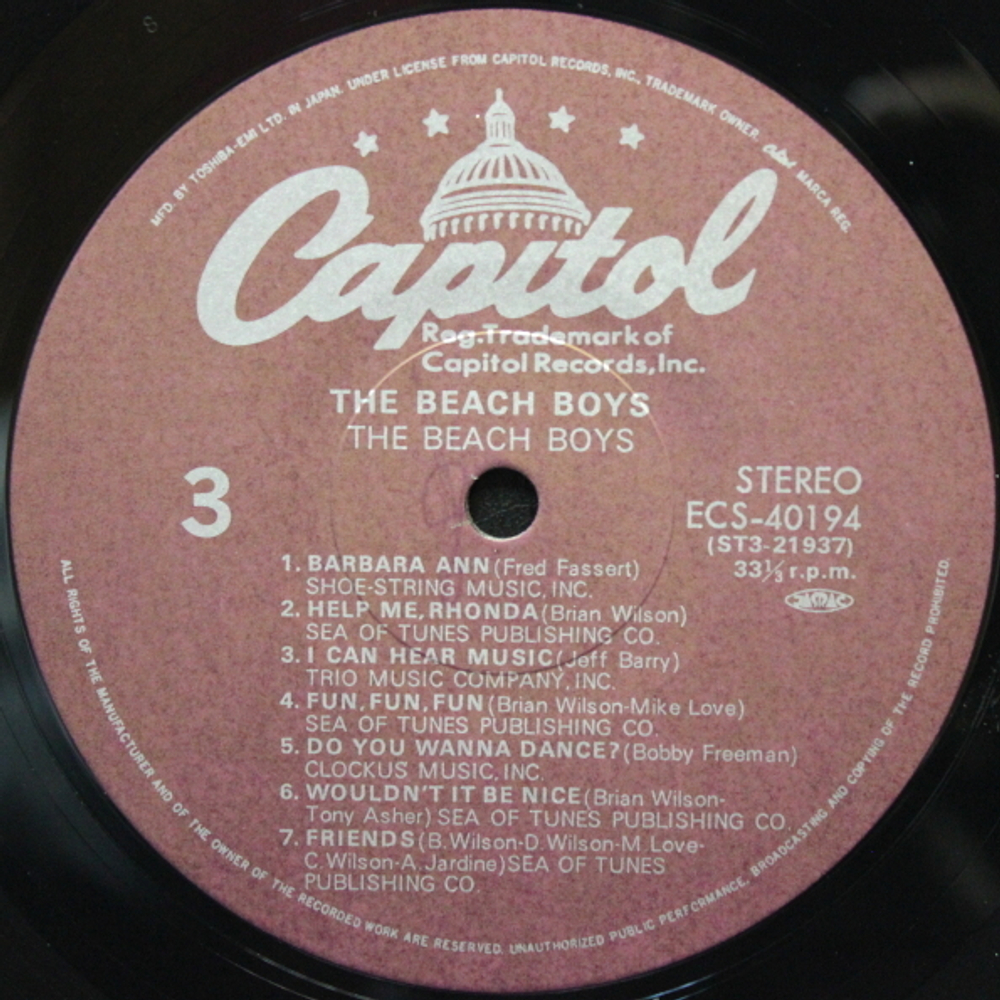 MFD. BY TOSHIBA-EMI LTD. IN JAPAN. UNDER LICENSE FROM CAPITOL RECORDS, INC., TRADEMARK OWNER. MARCA REG.
Capitol
Reg.Trademark of
Capitol Records, Inc.
THE BEACH BOYS
THE BEACH BOYS
3
STEREO
ECS-40194
(ST3-21937)
33⅓ r.p.m.
JASRAC
1. BARBARA ANN (Fred Fassert)
SHOE-STRING MUSIC, INC.
2. HELP ME, RHONDA (Brian Wilson)
SEA OF TUNES PUBLISHING CO.
3. I CAN HEAR MUSIC (Jeff Barry)
TRIO MUSIC COMPANY, INC.
4. FUN, FUN, FUN (Brian Wilson-Mike Love)
SEA OF TUNES PUBLISHING CO.
5. DO YOU WANNA DANCE? (Bobby Freeman)
CLOCKUS MUSIC, INC.
6. WOULDN'T IT BE NICE (Brian Wilson-
Tony Asher) SEA OF TUNES PUBLISHING CO.
7. FRIENDS (B. Wilson-D. Wilson-M. Love-
C. Wilson-A. Jardine) SEA OF TUNES
PUBLISHING CO.
ALL RIGHTS OF THE MANUFACTURER AND OF THE OWNER OF THE RECORDED WORK ARE RESERVED. UNAUTHORIZED PUBLIC PERFORMANCE, BROADCASTING AND COPYING OF THE RECORD PROHIBITED.